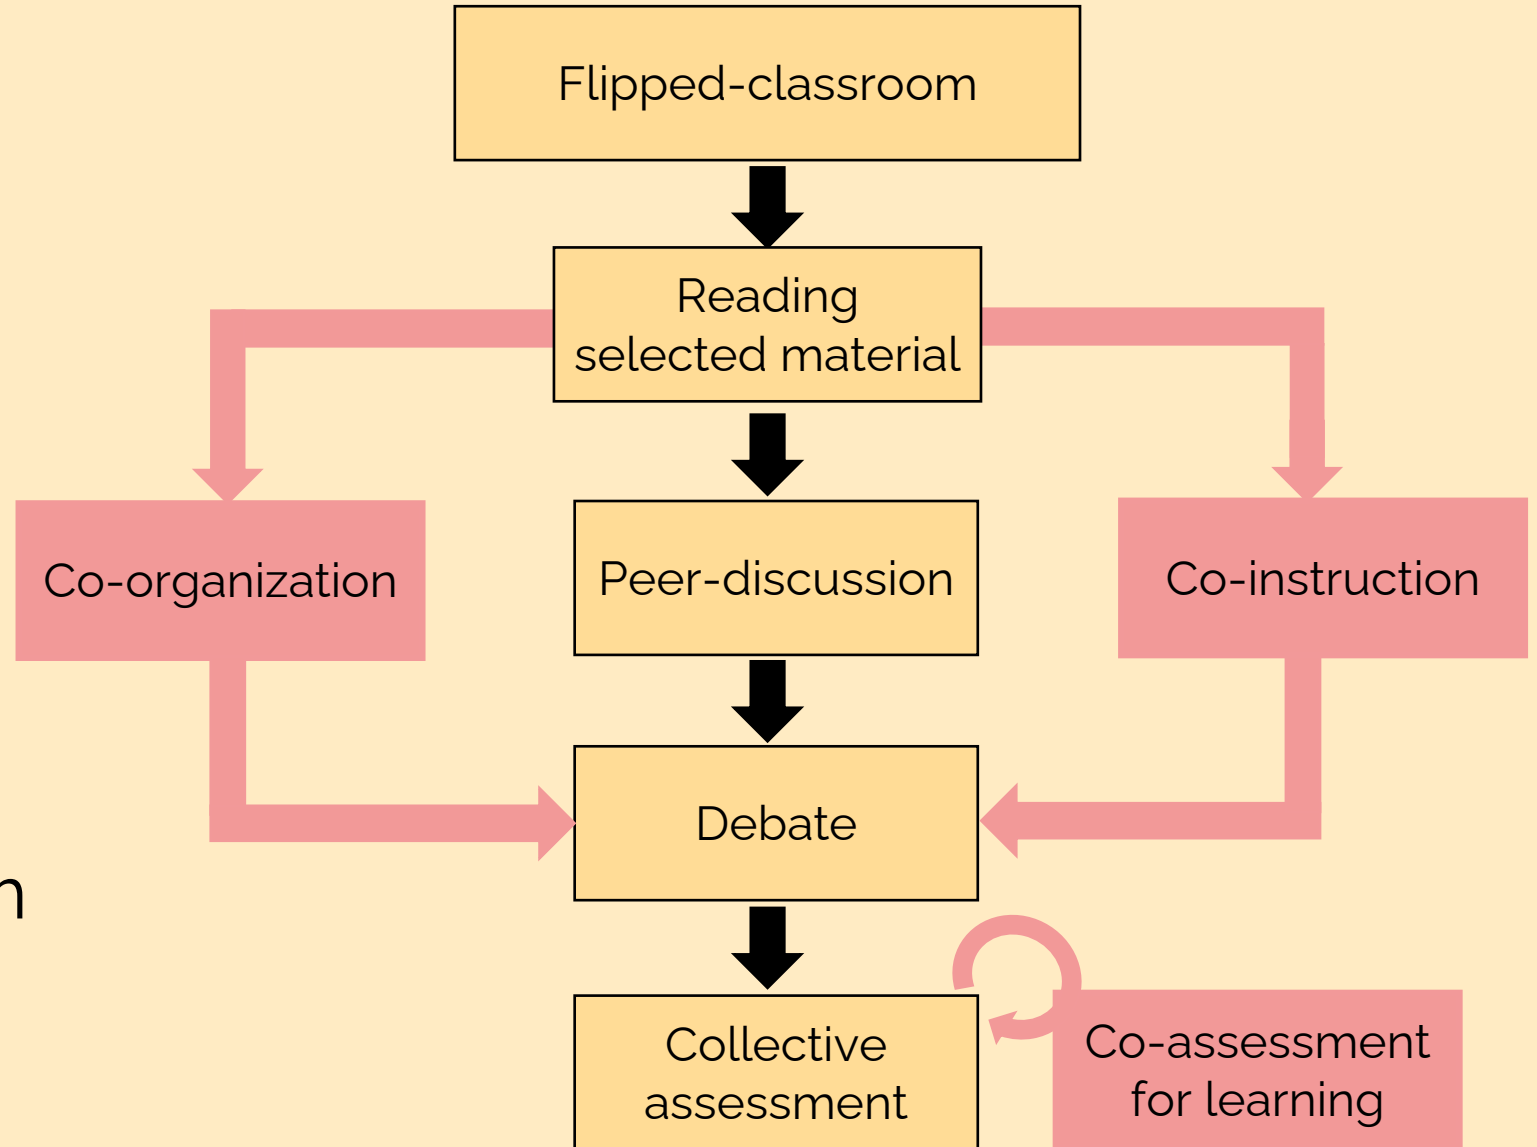 Flipped-classroom
Reading
selected material
Co-organization
Peer-discussion
Co-instruction
Debate
n
Collective
assessment
Co-assessment
for learning